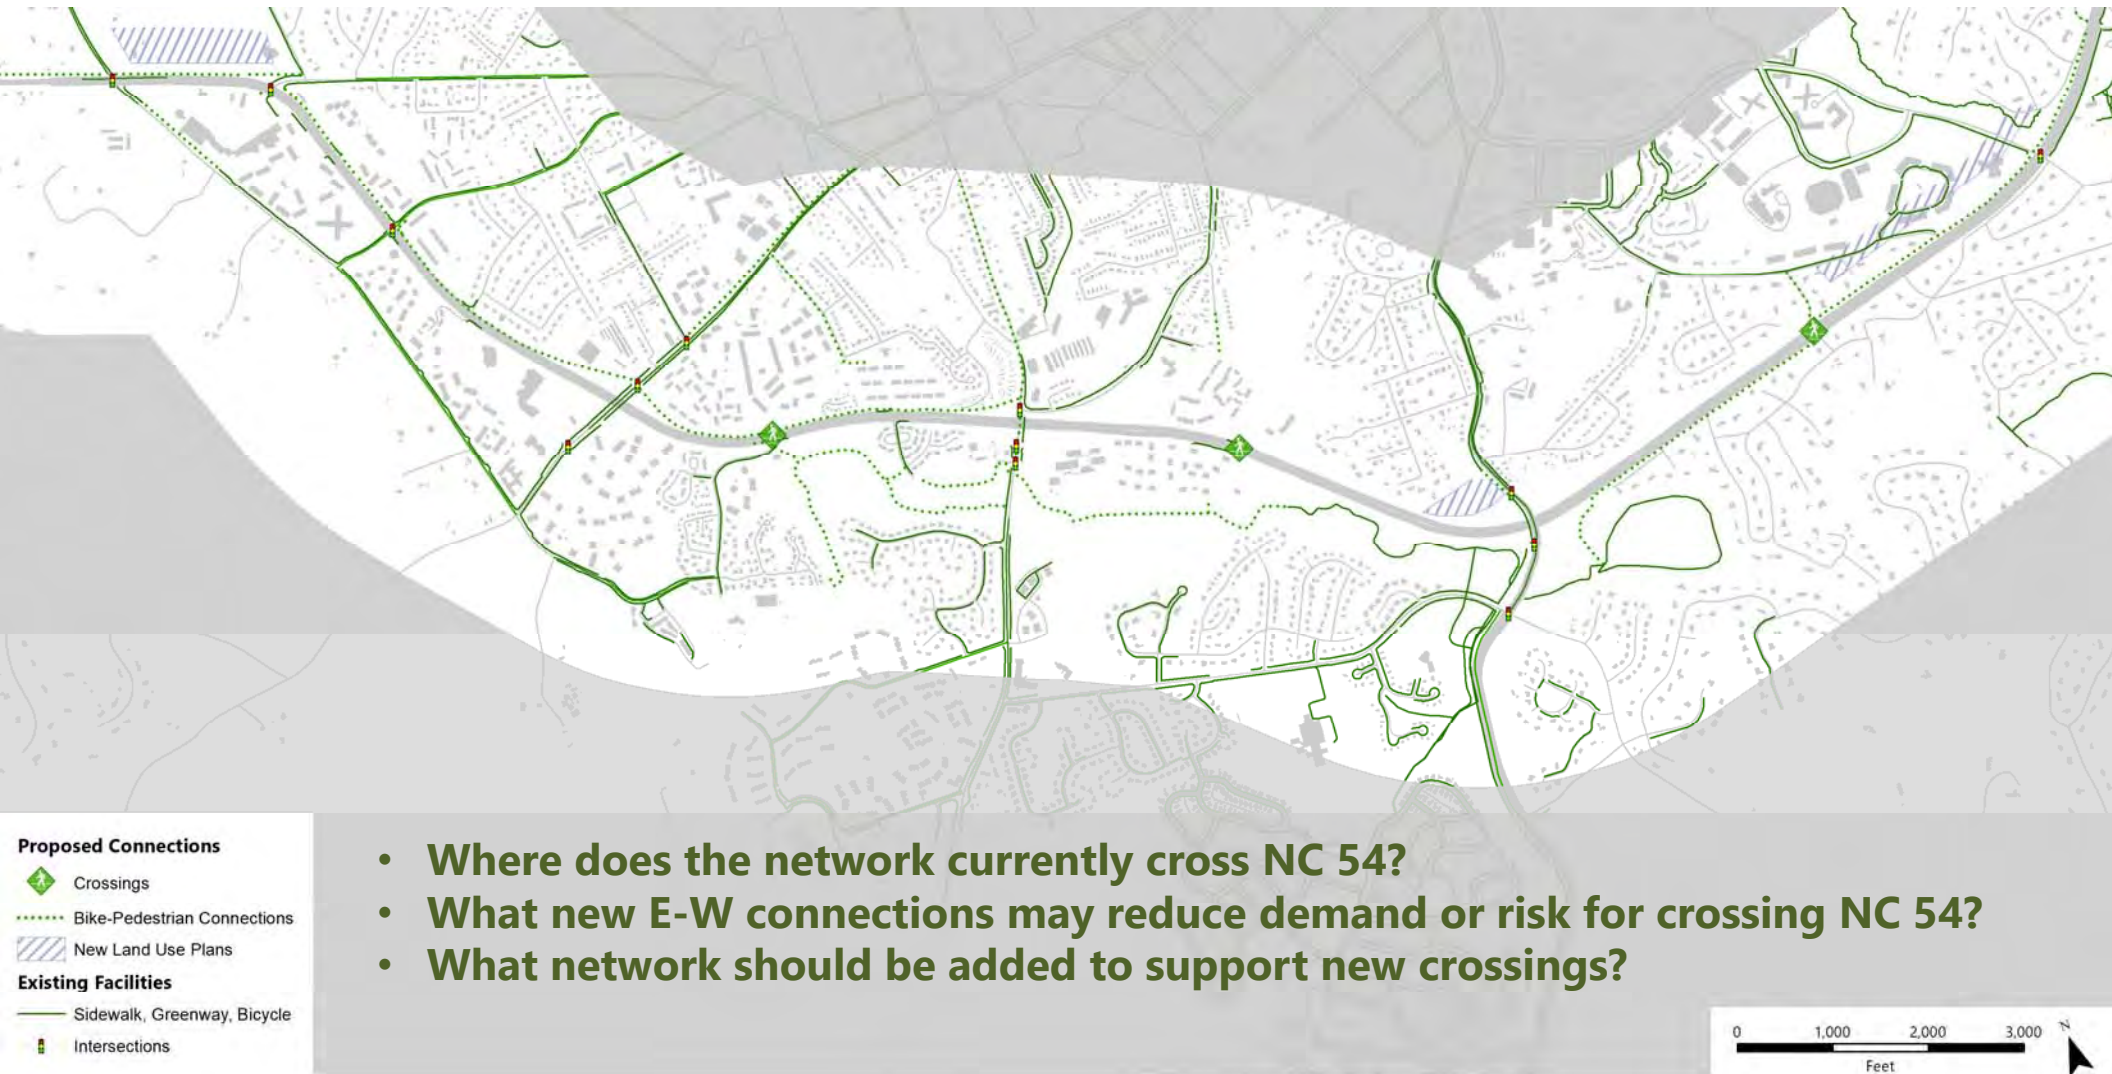 Proposed Connections
Crossings
Bike-Pedestrian Connections
New Land Use Plans
Existing Facilities
Sidewalk, Greenway, Bicycle
Intersections
• Where does the network currently cross NC 54?
• What new E-W connections may reduce demand or risk for crossing NC 54?
• What network should be added to support new crossings?
0 1,000 2,000 3,000
Feet
N